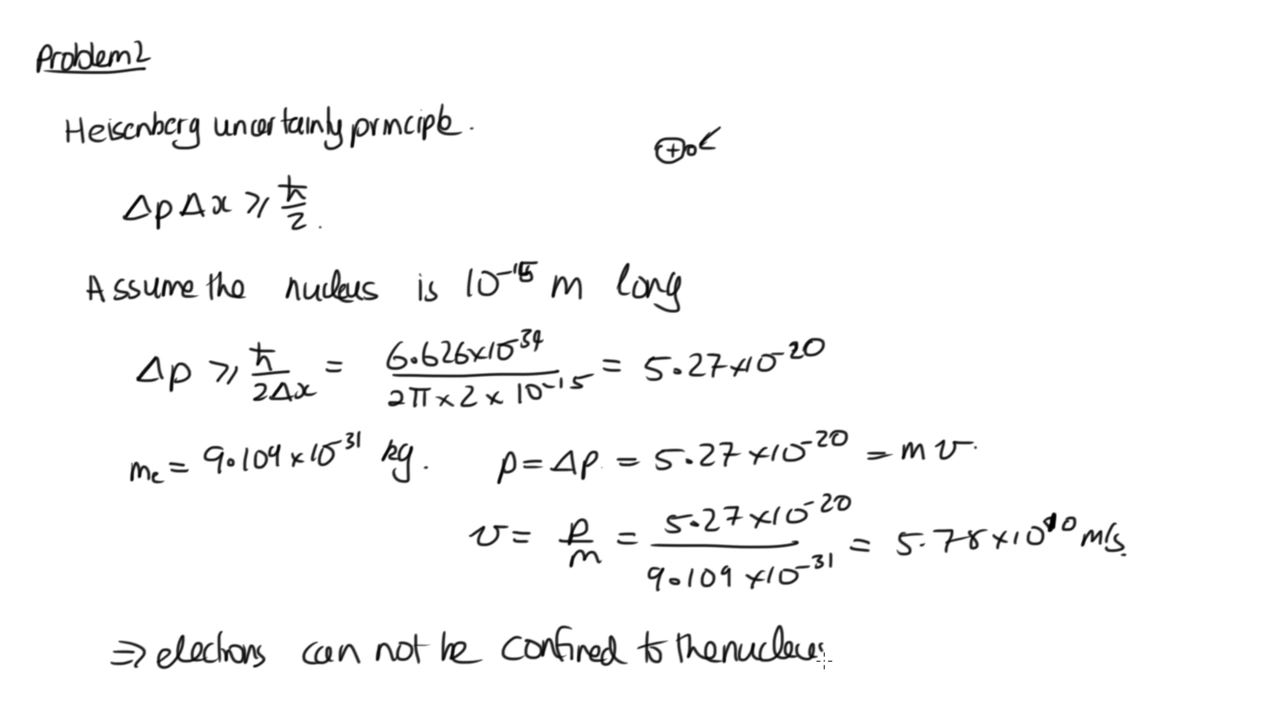 Problem 2
Heisenberg uncertainly principle.
+
Δp Δx ⩾ ℏ/2.
Assume the nucleus is 10⁻¹⁵ m long
Δp ⩾ ℏ/2Δx = 6.626×10⁻³⁴/2π × 2 × 10⁻¹⁵ = 5.27×10⁻²⁰
mₑ = 9.109×10⁻³¹ kg. p = Δp = 5.27×10⁻²⁰ = mv.
v = p/m = 5.27×10⁻²⁰/9.109×10⁻³¹ = 5.78×10¹⁰ m/s.
⇒ electrons can not be confined to the nucleus